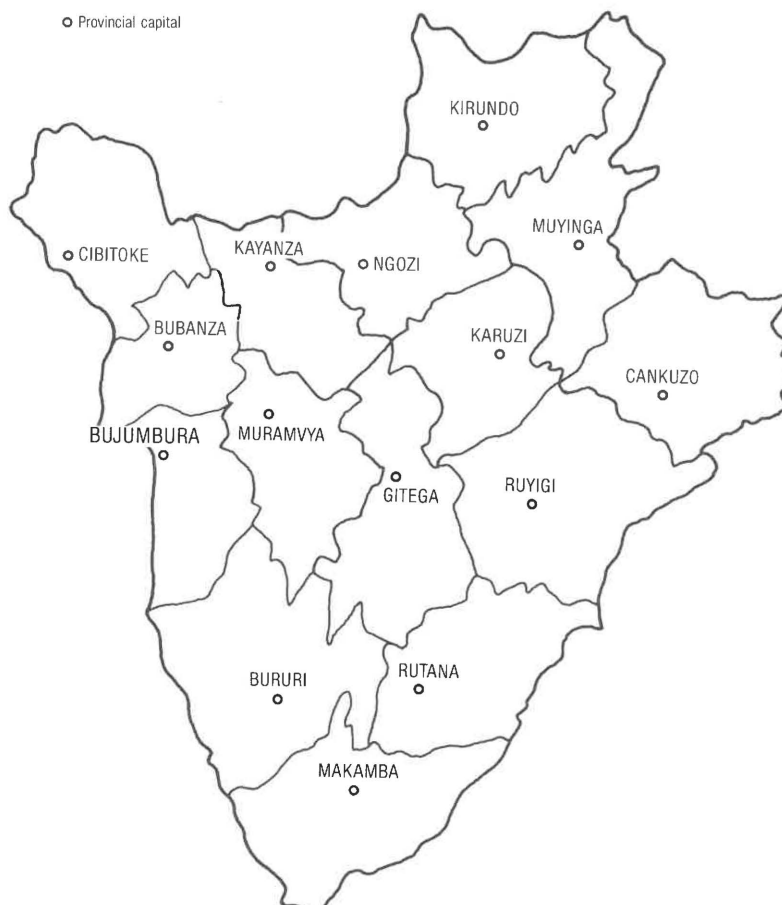 Provincial capital
KIRUNDO
MUYINGA
CIBITOKE
KAYANZA
NGOZI
BUBANZA
KARUZI
CANKUZO
BUJUMBURA
MURAMVYA
GITEGA
RUYIGI
BURURI
RUTANA
MAKAMBA